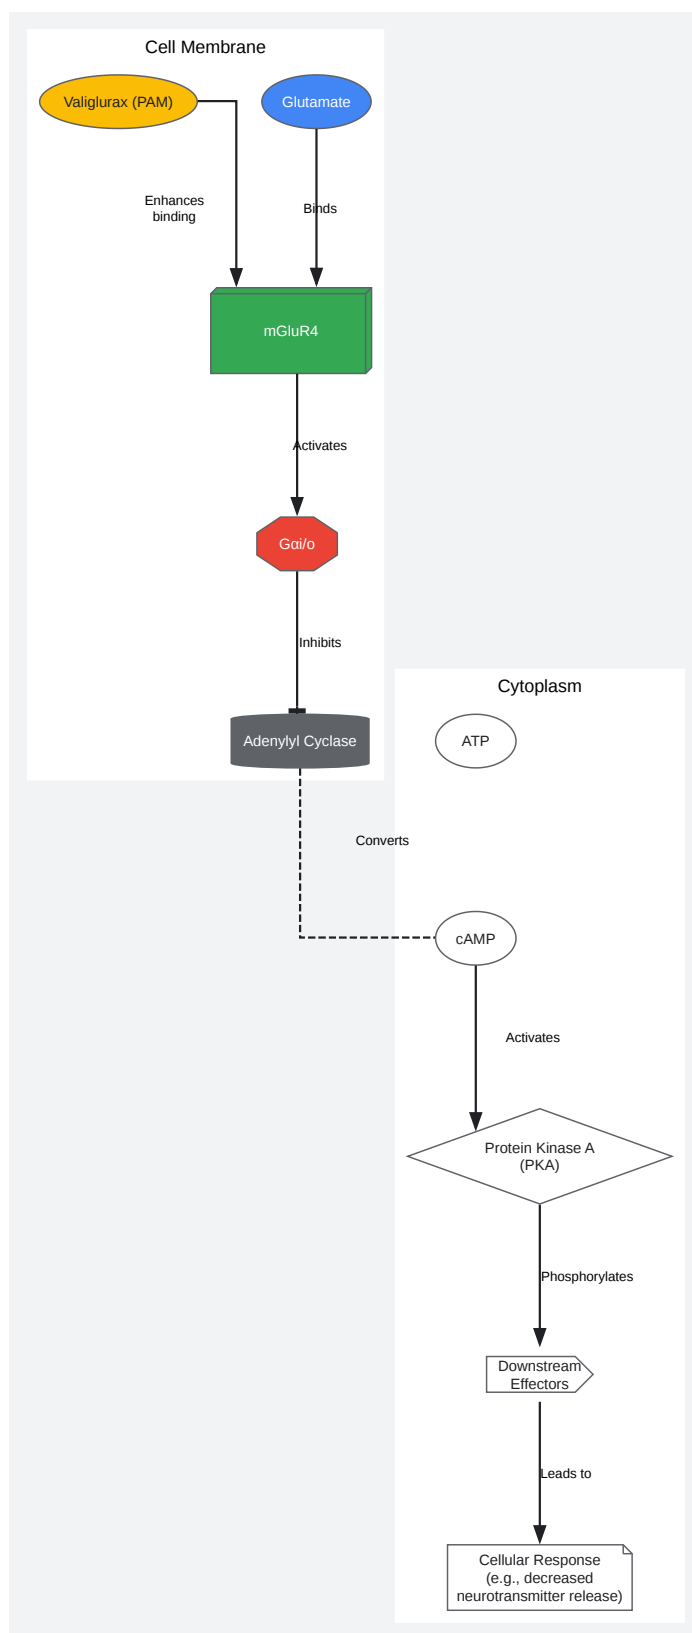 Cell Membrane
Valiglurax (PAM)
Glutamate
Enhances
binding
Binds
mGluR4
Activates
Gαi/o
Inhibits
Cytoplasm
Adenylyl Cyclase
ATP
Converts
cAMP
Activates
Protein Kinase A
(PKA)
Phosphorylates
Downstream
Effectors
Leads to
Cellular Response
(e.g., decreased
neurotransmitter release)